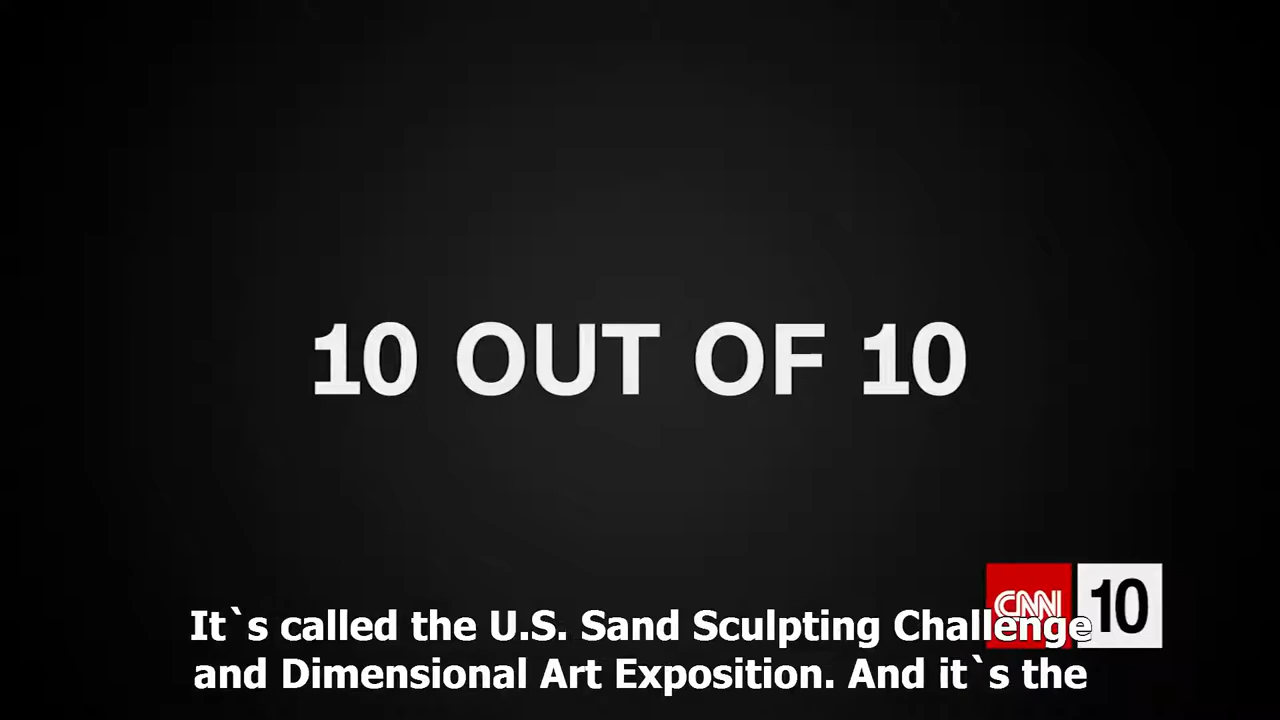 10 OUT OF 10
CNN 10
It`s called the U.S. Sand Sculpting Challenge
and Dimensional Art Exposition. And it`s the